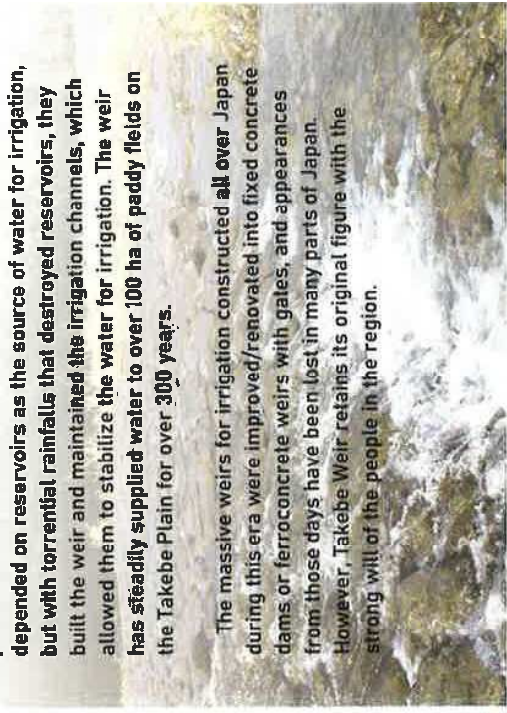 depended on reservoirs as the source of water for irrigation,
but with torrential rainfalls that destroyed reservoirs, they
built the weir and maintained the irrigation channels, which
allowed them to stabilize the water for irrigation. The weir
has steadily supplied water to over 100 ha of paddy fields on
the Takebe Plain for over 300 years.
The massive weirs for irrigation constructed all over Japan
during this era were improved/renovated into fixed concrete
dams or ferroconcrete weirs with gates, and appearances
from those days have been lost in many parts of Japan.
However, Takebe Weir retains its original figure with the
strong will of the people in the region.